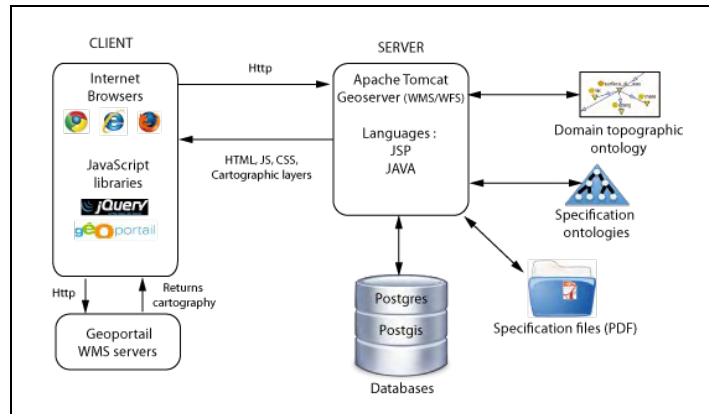 CLIENT
Internet
Browsers
JavaScript
libraries
jQuery
géoportail
Http
HTML, JS, CSS,
Cartographic layers
SERVER
Apache Tomcat
Geoserver (WMS/WFS)
Languages :
JSP
JAVA
Domain topographic
ontology
Specification
ontologies
Specification files (PDF)
Postgres
Postgis
Databases
Http
Returns
cartography
Geoportail
WMS servers